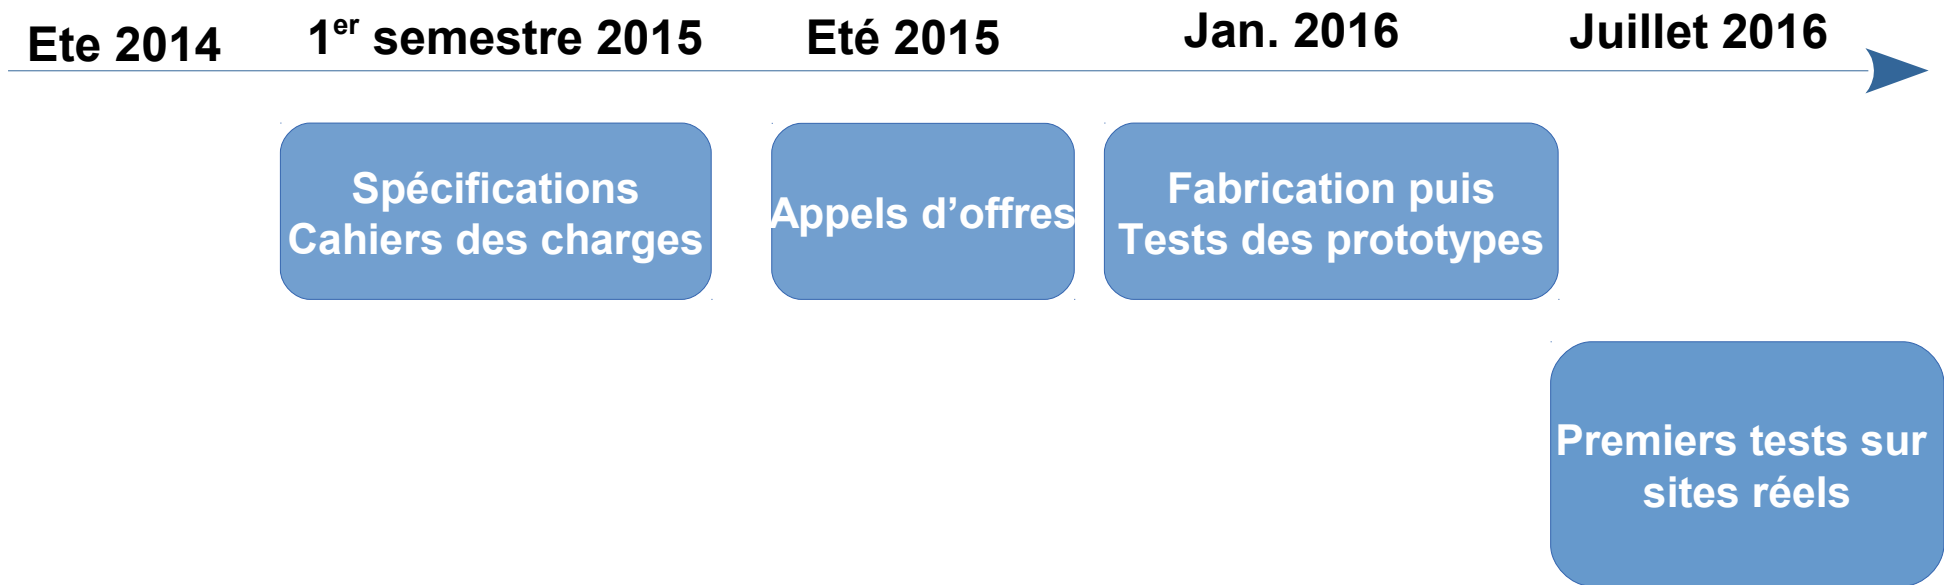 Ete 2014
1er semestre 2015
Eté 2015
Jan. 2016
Juillet 2016
Spécifications
Cahiers des charges
Appels d’offres
Fabrication puis
Tests des prototypes
Premiers tests sur
sites réels